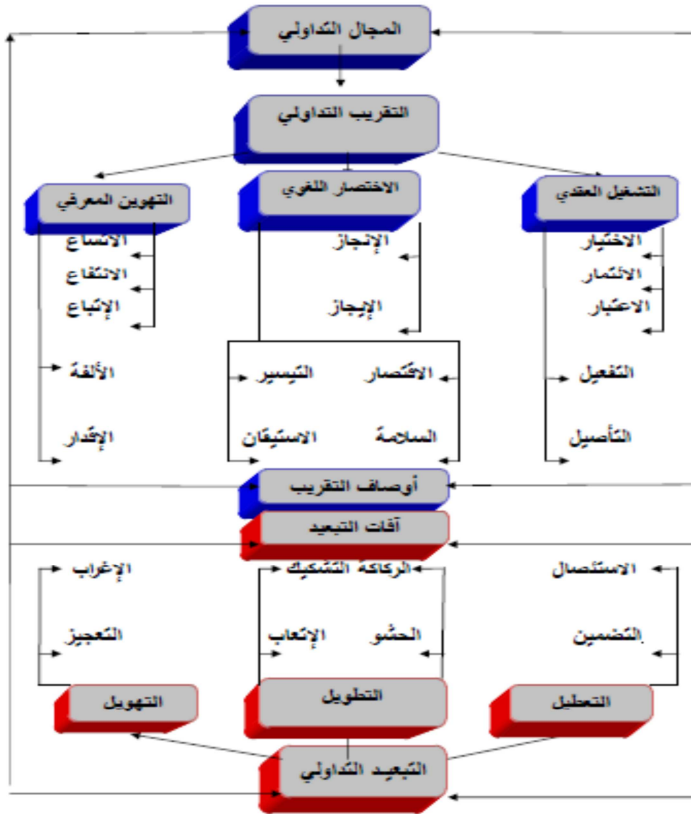 المجال التداولي
التقريب التداولي
التشغيل العقدي
الاختصار اللغوي
التهوين المعرفي
الاختيار
الائتمار
الاعتبار
التفعيل
التأصيل
الإنجاز
الإيجاز
الاقتصار
التيسير
السلامة
الاستيقان
الاتساع
الانتفاع
الإتباع
الألفة
الإقدار
أوصاف التقريب
آفات التبعيد
الاستئصال
التضمين
الركاكة التشكيك
الحشو
الإتعاب
الإغراب
التعجيز
التعطيل
التطويل
التهويل
التبعيد التداولي